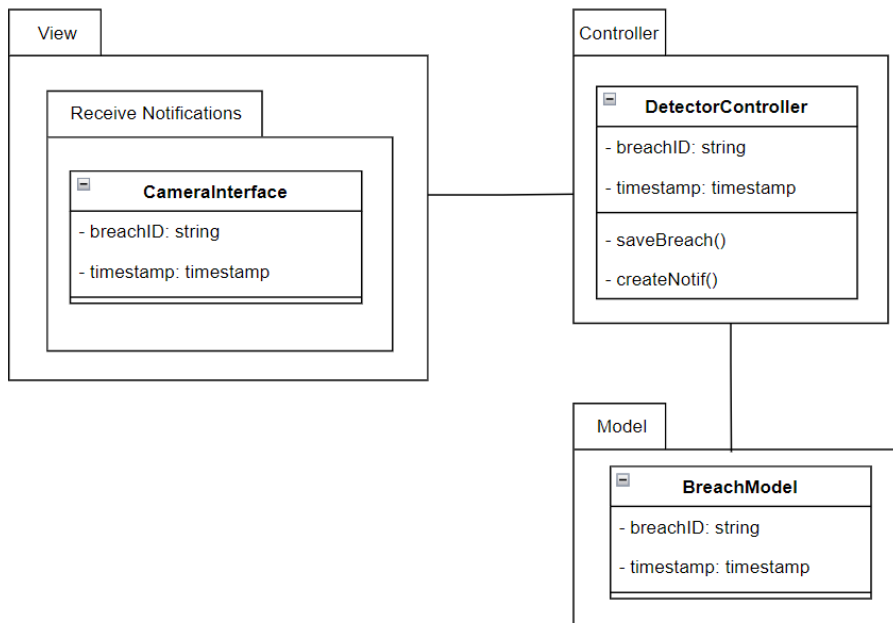 View
Receive Notifications
CameraInterface
- breachID: string
- timestamp: timestamp
Controller
DetectorController
- breachID: string
- timestamp: timestamp
- saveBreach()
- createNotif()
Model
BreachModel
- breachID: string
- timestamp: timestamp